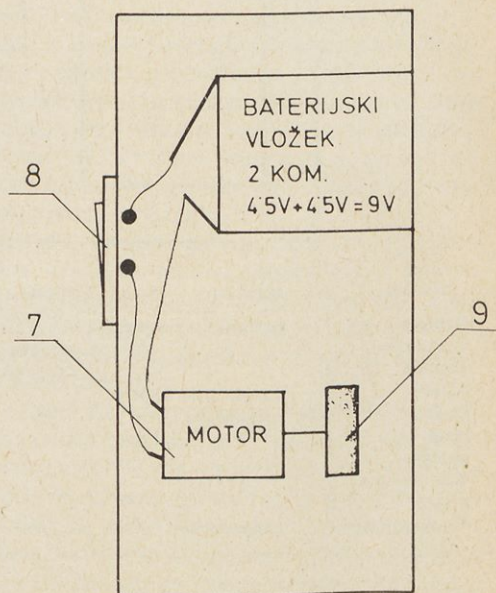 BATERIJSKI
VLOŽEK
2 KOM.
4'5V+4'5V=9V
8
7
9
MOTOR